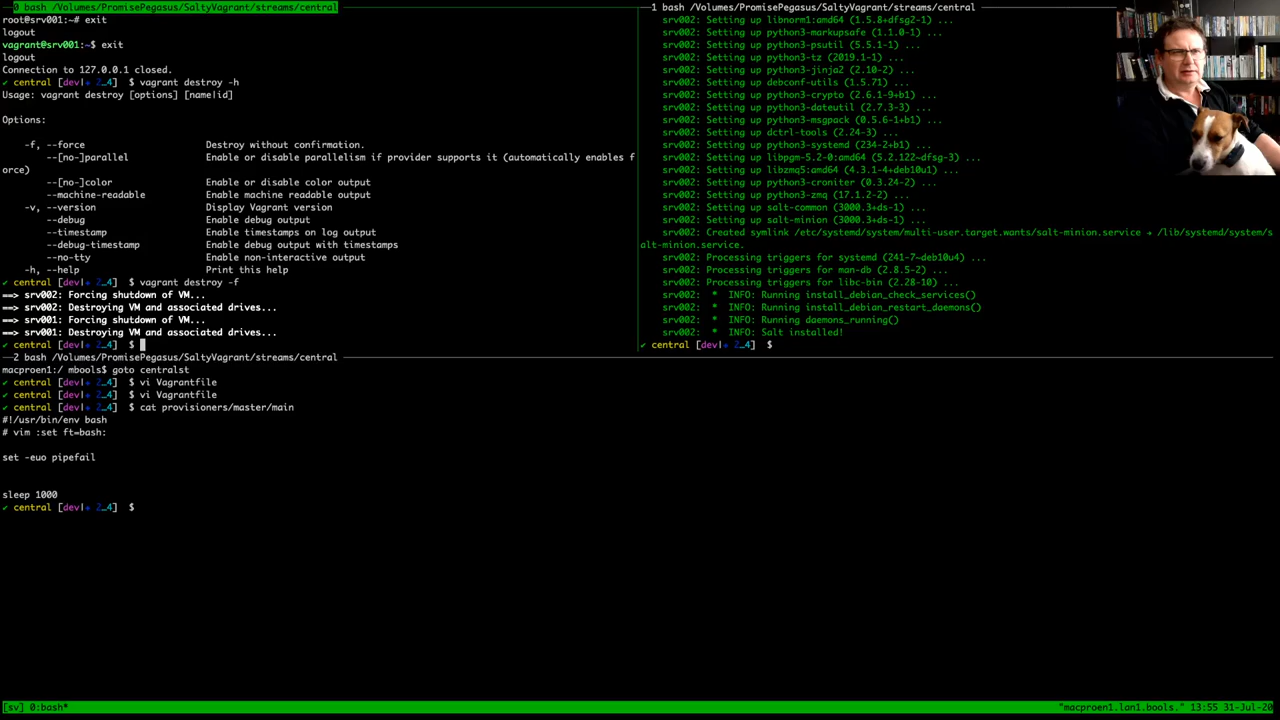 0 bash /Volumes/PromisePegasus/SaltyVagrant/streams/central
root@srv001:~# exit
logout
vagrant@srv001:~$ exit
logout
Connection to 127.0.0.1 closed.
✔ central [dev|✚ 2…4] $ vagrant destroy -h
Usage: vagrant destroy [options] [name|id]
Options:
-f, --force Destroy without confirmation.
--[no-]parallel Enable or disable parallelism if provider supports it (automatically enables f
orce)
--[no-]color Enable or disable color output
--machine-readable Enable machine readable output
-v, --version Display Vagrant version
--debug Enable debug output
--timestamp Enable timestamps on log output
--debug-timestamp Enable debug output with timestamps
--no-tty Enable non-interactive output
-h, --help Print this help
✔ central [dev|✚ 2…4] $ vagrant destroy -f
==> srv002: Forcing shutdown of VM...
==> srv002: Destroying VM and associated drives...
==> srv001: Forcing shutdown of VM...
==> srv001: Destroying VM and associated drives...
✔ central [dev|✚ 2…4] $
1 bash /Volumes/PromisePegasus/SaltyVagrant/streams/central
srv002: Setting up libnorm1:amd64 (1.5.8+dfsg2-1) ...
srv002: Setting up python3-markupsafe (1.1.0-1) ...
srv002: Setting up python3-psutil (5.5.1-1) ...
srv002: Setting up python3-tz (2019.1-1) ...
srv002: Setting up python3-jinja2 (2.10-2) ...
srv002: Setting up debconf-utils (1.5.71) ...
srv002: Setting up python3-crypto (2.6.1-9+b1) ...
srv002: Setting up python3-dateutil (2.7.3-3) ...
srv002: Setting up python3-msgpack (0.5.6-1+b1) ...
srv002: Setting up dctrl-tools (2.24-3) ...
srv002: Setting up python3-systemd (234-2+b1) ...
srv002: Setting up libpgm-5.2-0:amd64 (5.2.122~dfsg-3) ...
srv002: Setting up libzmq5:amd64 (4.3.1-4+deb10u1) ...
srv002: Setting up python3-croniter (0.3.24-2) ...
srv002: Setting up python3-zmq (17.1.2-2) ...
srv002: Setting up salt-common (3000.3+ds-1) ...
srv002: Setting up salt-minion (3000.3+ds-1) ...
srv002: Created symlink /etc/systemd/system/multi-user.target.wants/salt-minion.service → /lib/systemd/system/s
alt-minion.service.
srv002: Processing triggers for systemd (241-7~deb10u4) ...
srv002: Processing triggers for man-db (2.8.5-2) ...
srv002: Processing triggers for libc-bin (2.28-10) ...
srv002: * INFO: Running install_debian_check_services()
srv002: * INFO: Running install_debian_restart_daemons()
srv002: * INFO: Running daemons_running()
srv002: * INFO: Salt installed!
✔ central [dev|✚ 2…4] $
2 bash /Volumes/PromisePegasus/SaltyVagrant/streams/central
macproen1:/ mbools$ goto centralst
✔ central [dev|✚ 2…4] $ vi Vagrantfile
✔ central [dev|✚ 2…4] $ vi Vagrantfile
✔ central [dev|✚ 2…4] $ cat provisioners/master/main
#!/usr/bin/env bash
# vim :set ft=bash:
set -euo pipefail
sleep 1000
✔ central [dev|✚ 2…4] $
[sv] 0:bash* "macproen1.lan1.bools." 13:55 31-Jul-20